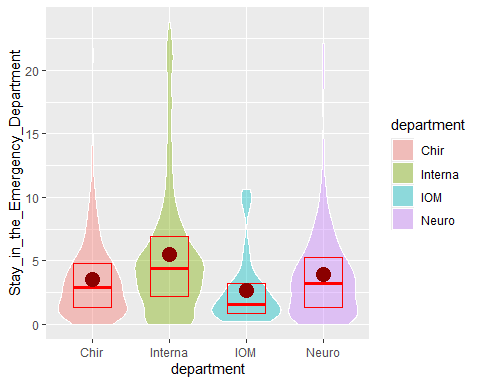 Stay_in_the_Emergency_Department
20
15
10
5
0
Chir
Interna
IOM
Neuro
department
department
Chir
Interna
IOM
Neuro